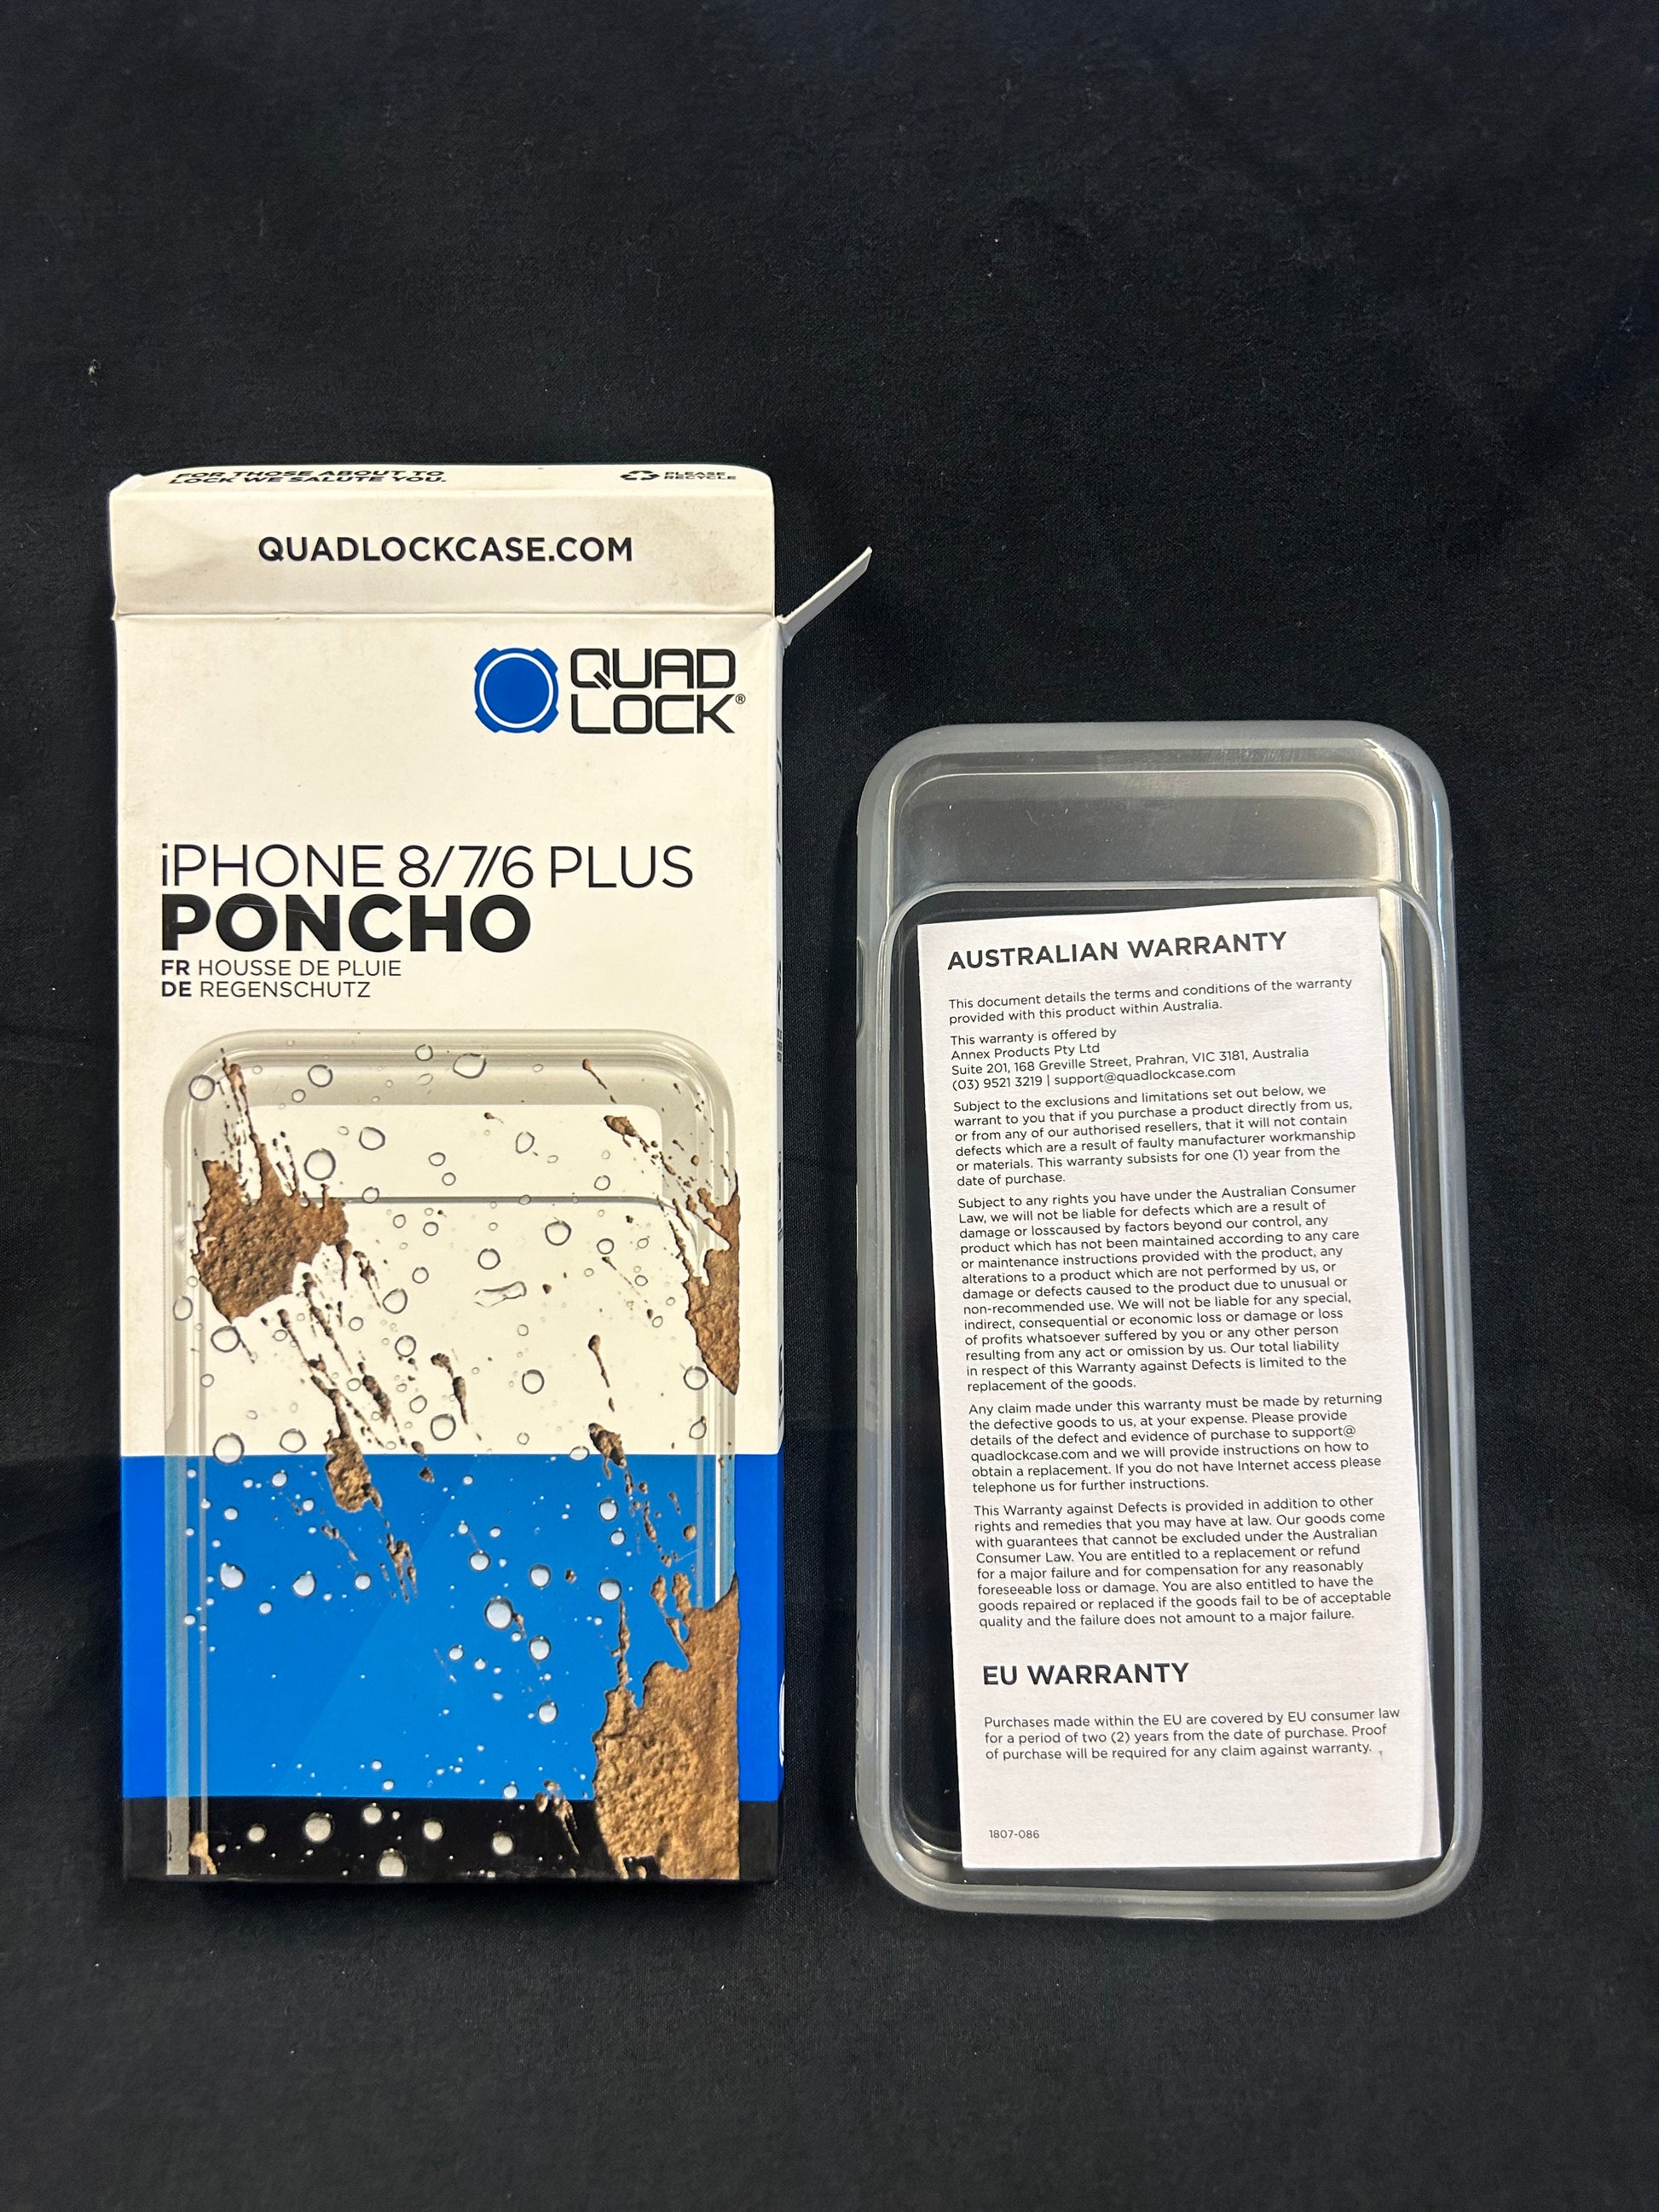 FOR THOSE ABOUT TO
LOCK WE SALUTE YOU.
PLEASE
RECYCLE
QUADLOCKCASE.COM
QUAD
LOCK®
iPHONE 8/7/6 PLUS
PONCHO
FR HOUSSE DE PLUIE
DE REGENSCHUTZ
AUSTRALIAN WARRANTY
This document details the terms and conditions of the warranty
provided with this product within Australia.
This warranty is offered by
Annex Products Pty Ltd
Suite 201, 168 Greville Street, Prahran, VIC 3181, Australia
(03) 9521 3219 | support@quadlockcase.com
Subject to the exclusions and limitations set out below, we
warrant to you that if you purchase a product directly from us,
or from any of our authorised resellers, that it will not contain
defects which are a result of faulty manufacturer workmanship
or materials. This warranty subsists for one (1) year from the
date of purchase.
Subject to any rights you have under the Australian Consumer
Law, we will not be liable for defects which are a result of
damage or losscaused by factors beyond our control, any
product which has not been maintained according to any care
or maintenance instructions provided with the product, any
alterations to a product which are not performed by us, or
damage or defects caused to the product due to unusual or
non-recommended use. We will not be liable for any special,
indirect, consequential or economic loss or damage or loss
of profits whatsoever suffered by you or any other person
resulting from any act or omission by us. Our total liability
in respect of this Warranty against Defects is limited to the
replacement of the goods.
Any claim made under this warranty must be made by returning
the defective goods to us, at your expense. Please provide
details of the defect and evidence of purchase to support@
quadlockcase.com and we will provide instructions on how to
obtain a replacement. If you do not have Internet access please
telephone us for further instructions.
This Warranty against Defects is provided in addition to other
rights and remedies that you may have at law. Our goods come
with guarantees that cannot be excluded under the Australian
Consumer Law. You are entitled to a replacement or refund
for a major failure and for compensation for any reasonably
foreseeable loss or damage. You are also entitled to have the
goods repaired or replaced if the goods fail to be of acceptable
quality and the failure does not amount to a major failure.
EU WARRANTY
Purchases made within the EU are covered by EU consumer law
for a period of two (2) years from the date of purchase. Proof
of purchase will be required for any claim against warranty.
1807-086